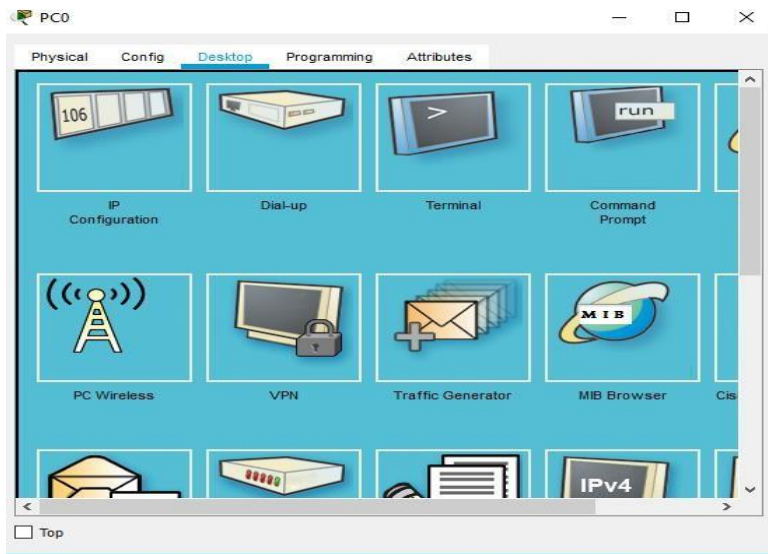 PC0
Physical Config Desktop Programming Attributes
106
>
run
IP
Configuration
Dial-up
Terminal
Command
Prompt
MIB
PC Wireless
VPN
Traffic Generator
MIB Browser
Cis
IPv4
Top